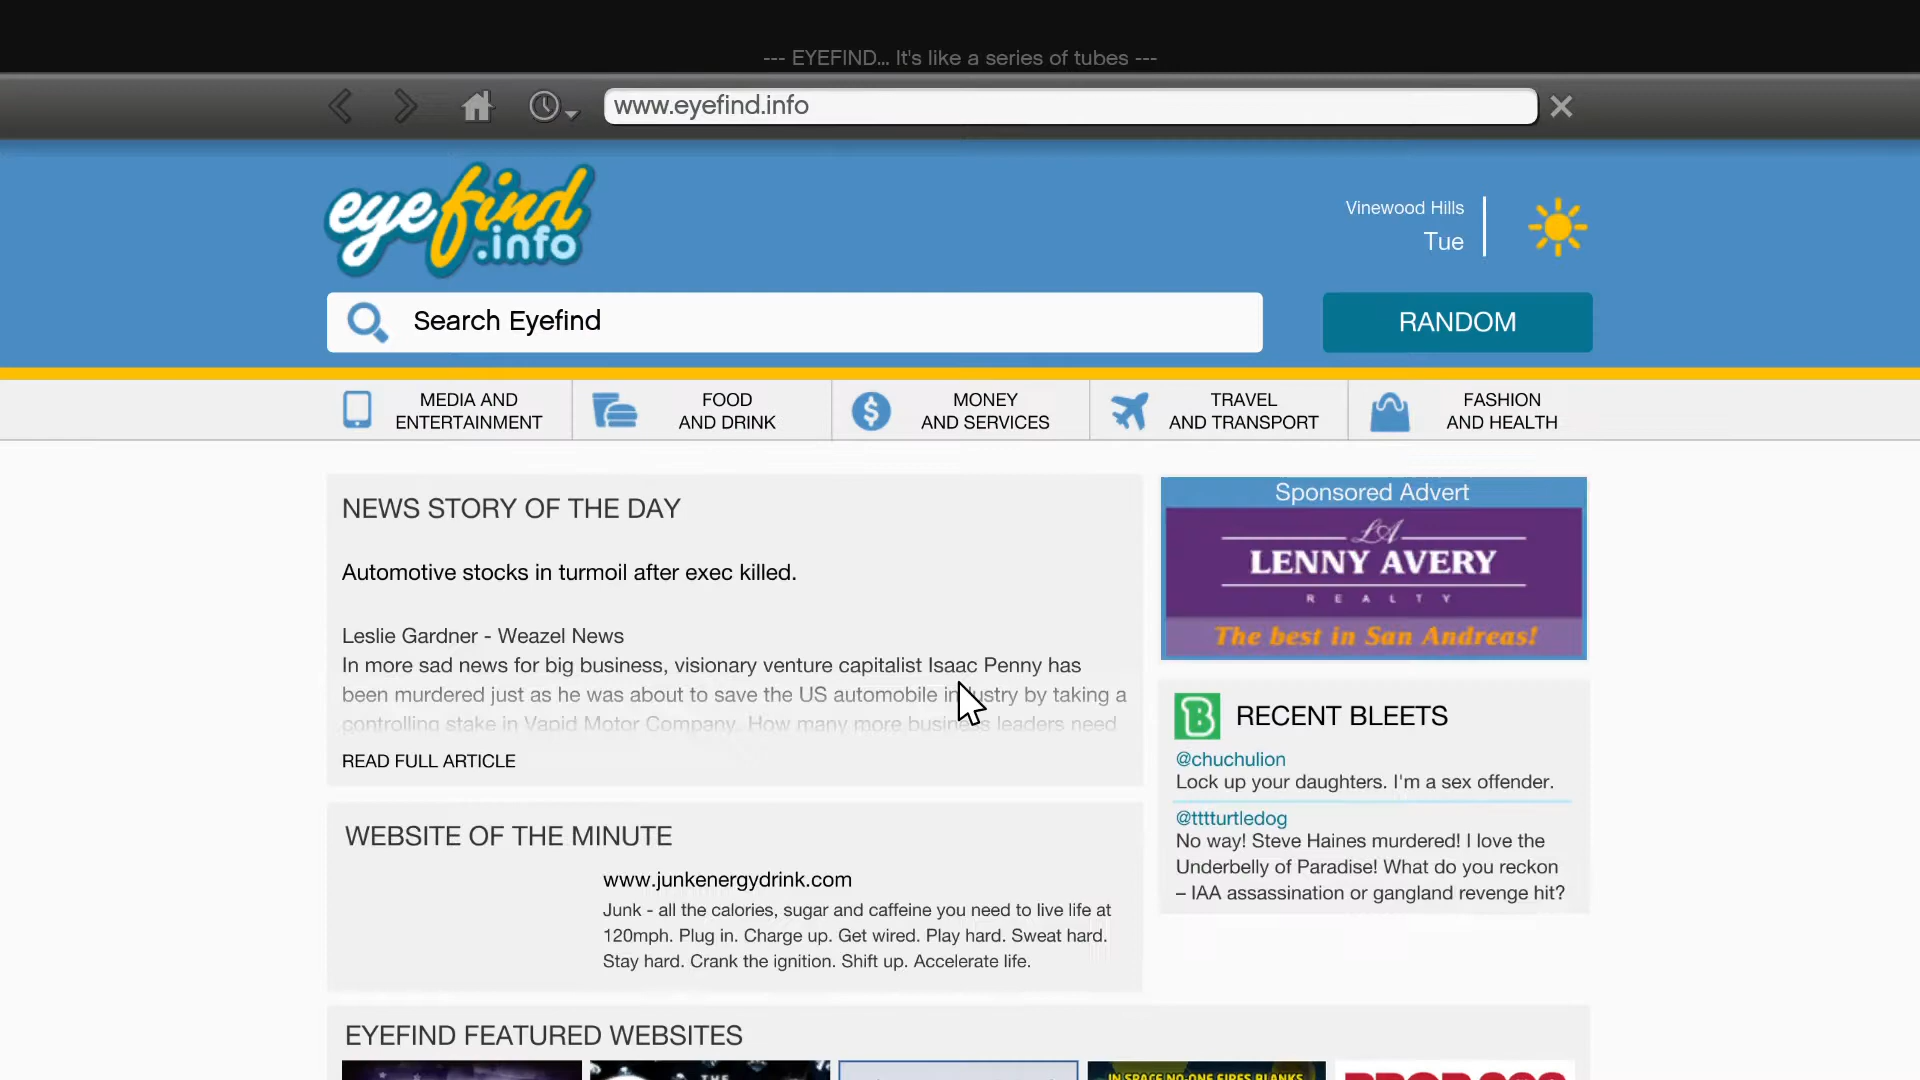 --- EYEFIND... It's like a series of tubes ---
www.eyefind.info
eyefind
.info
Vinewood Hills
Tue
Search Eyefind
RANDOM
MEDIA AND
ENTERTAINMENT
FOOD
AND DRINK
MONEY
AND SERVICES
TRAVEL
AND TRANSPORT
FASHION
AND HEALTH
NEWS STORY OF THE DAY
Automotive stocks in turmoil after exec killed.
Leslie Gardner - Weazel News
In more sad news for big business, visionary venture capitalist Isaac Penny has
been murdered just as he was about to save the US automobile industry by taking a
controlling stake in Vapid Motor Company. How many more business leaders need
READ FULL ARTICLE
Sponsored Advert
LA
LENNY AVERY
REALTY
The best in San Andreas!
B RECENT BLEETS
@chuchulion
Lock up your daughters. I'm a sex offender.
@tttturtledog
No way! Steve Haines murdered! I love the
Underbelly of Paradise! What do you reckon
– IAA assassination or gangland revenge hit?
WEBSITE OF THE MINUTE
www.junkenergydrink.com
Junk - all the calories, sugar and caffeine you need to live life at
120mph. Plug in. Charge up. Get wired. Play hard. Sweat hard.
Stay hard. Crank the ignition. Shift up. Accelerate life.
EYEFIND FEATURED WEBSITES
THE
IN SPACE NO-ONE FIRES BLANKS